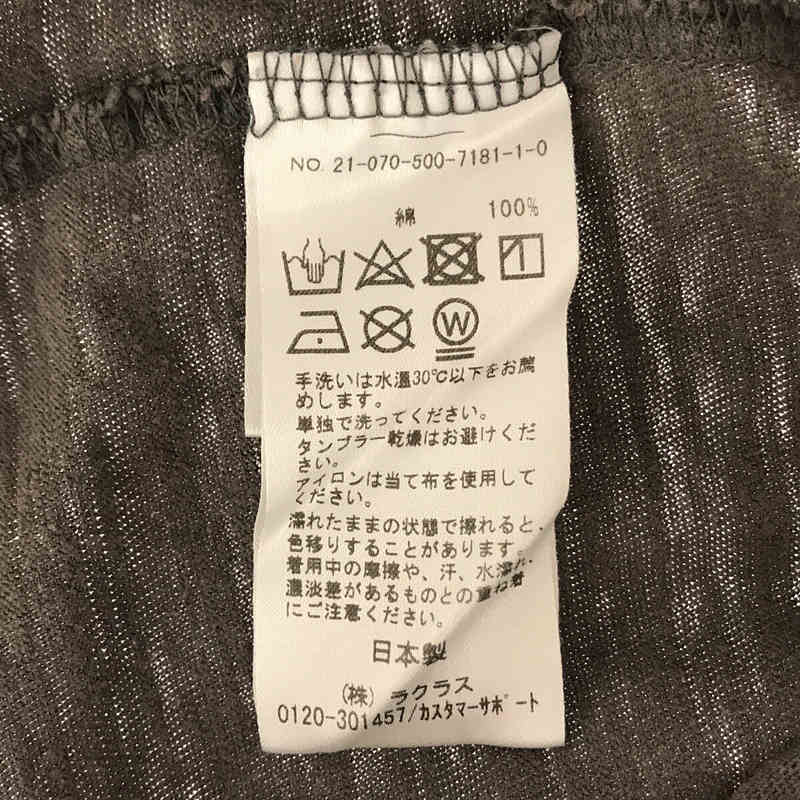 NO. 21-070-500-7181-1-0
綿 100%
W
手洗いは水温30℃以下をお薦
めします。
単独で洗ってください。
タンブラー乾燥はお避けくだ
さい。
アイロンは当て布を使用して
ください。
濡れたままの状態で擦れると、
色移りすることがあります。
着用中の摩擦や、汗、水濡れ、
濃淡差があるものとの重ね着
にご注意ください。
日本製
(株) ラクラス
0120-301457/カスタマーサポート